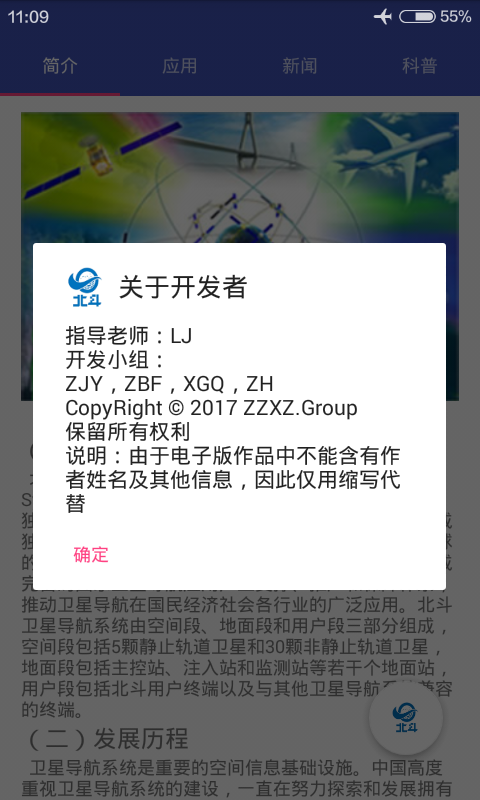 11:09
55%
简介
应用
新闻
科普
北斗
关于开发者
指导老师：LJ
开发小组：
ZJY，ZBF，XGQ，ZH
CopyRight © 2017 ZZXZ.Group
保留所有权利
说明：由于电子版作品中不能含有作
者姓名及其他信息，因此仅用缩写代
替
确定
推动卫星导航在国民经济社会各行业的广泛应用。北斗
卫星导航系统由空间段、地面段和用户段三部分组成，
空间段包括5颗静止轨道卫星和30颗非静止轨道卫星，
地面段包括主控站、注入站和监测站等若干个地面站，
用户段包括北斗用户终端以及与其他卫星导航系统兼容
的终端。
北斗
（二）发展历程
卫星导航系统是重要的空间信息基础设施。中国高度
重视卫星导航系统的建设，一直在努力探索和发展拥有